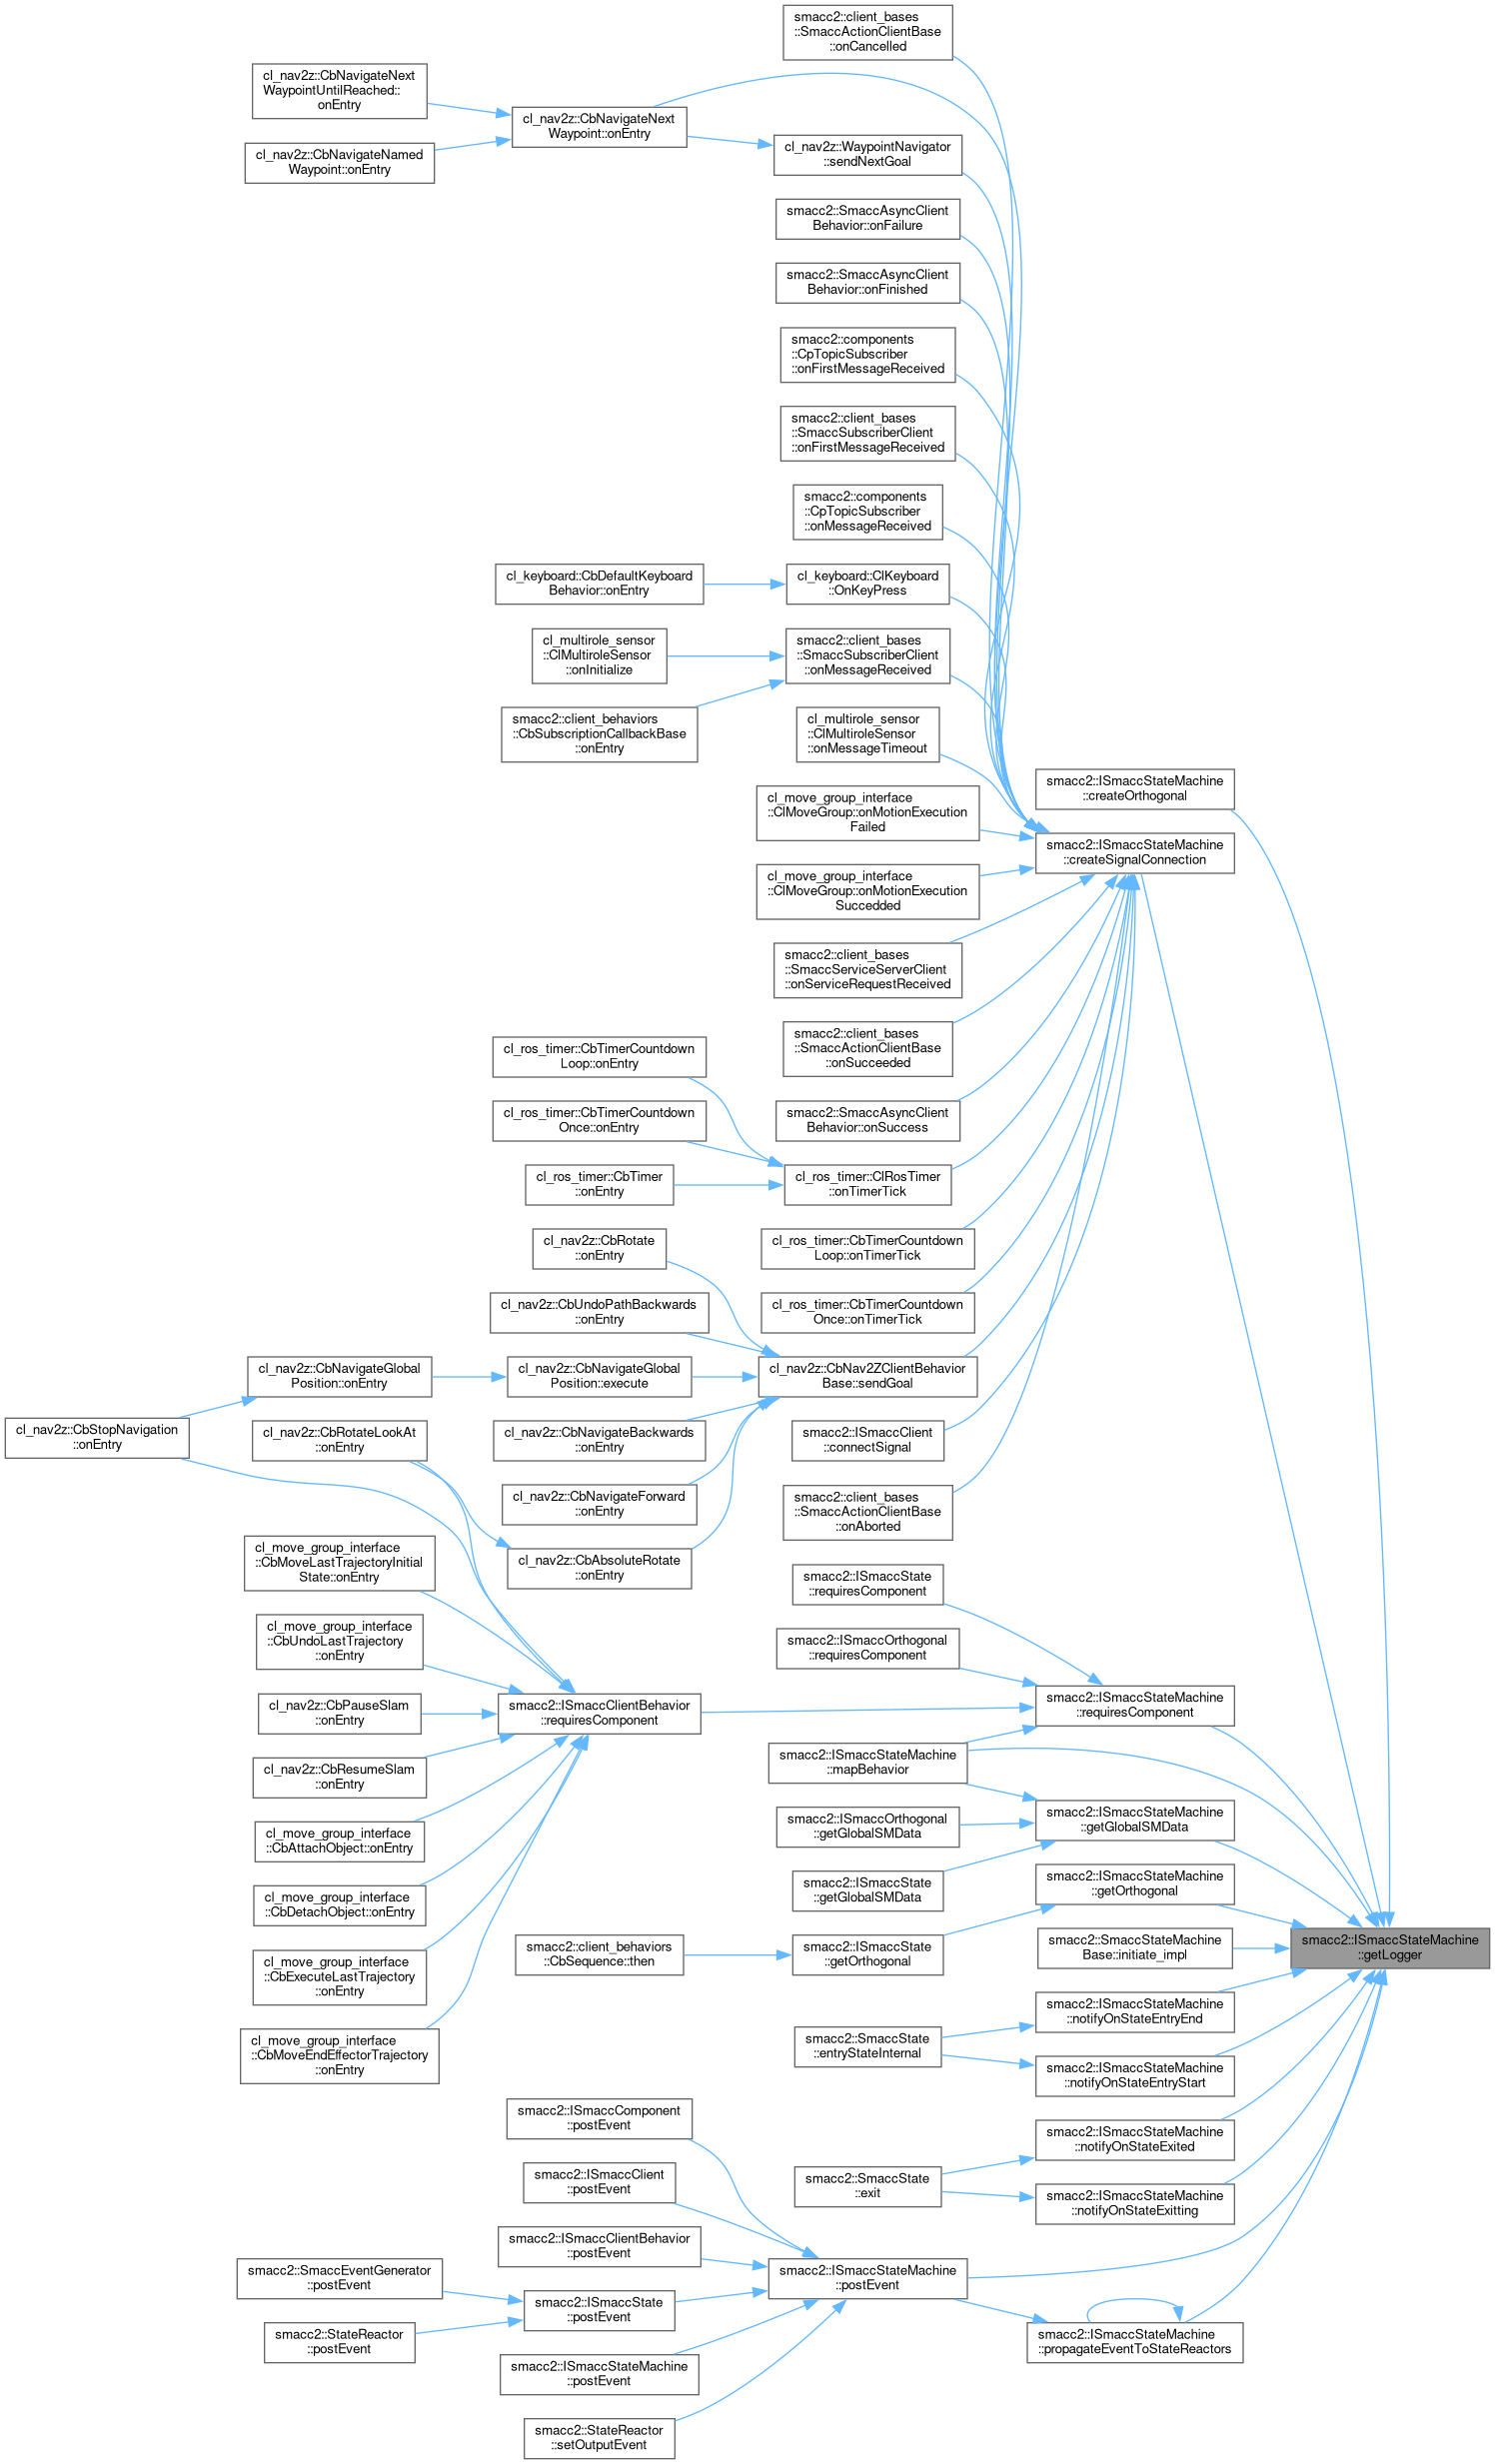 smacc2::client_bases
::SmaccActionClientBase
::onCancelled
cl_nav2z::CbNavigateNext
WaypointUntilReached::
onEntry
cl_nav2z::CbNavigateNext
Waypoint::onEntry
cl_nav2z::WaypointNavigator
::sendNextGoal
cl_nav2z::CbNavigateNamed
Waypoint::onEntry
smacc2::SmaccAsyncClient
Behavior::onFailure
smacc2::SmaccAsyncClient
Behavior::onFinished
smacc2::components
::CpTopicSubscriber
::onFirstMessageReceived
smacc2::client_bases
::SmaccSubscriberClient
::onFirstMessageReceived
smacc2::components
::CpTopicSubscriber
::onMessageReceived
cl_keyboard::CbDefaultKeyboard
Behavior::onEntry
cl_keyboard::ClKeyboard
::OnKeyPress
cl_multirole_sensor
::ClMultiroleSensor
::onInitialize
smacc2::client_bases
::SmaccSubscriberClient
::onMessageReceived
smacc2::client_behaviors
::CbSubscriptionCallbackBase
::onEntry
cl_multirole_sensor
::ClMultiroleSensor
::onMessageTimeout
smacc2::ISmaccStateMachine
::createOrthogonal
cl_move_group_interface
::ClMoveGroup::onMotionExecution
Failed
smacc2::ISmaccStateMachine
::createSignalConnection
cl_move_group_interface
::ClMoveGroup::onMotionExecution
Succedded
smacc2::client_bases
::SmaccServiceServerClient
::onServiceRequestReceived
smacc2::client_bases
::SmaccActionClientBase
::onSucceeded
cl_ros_timer::CbTimerCountdown
Loop::onEntry
cl_ros_timer::CbTimerCountdown
Once::onEntry
smacc2::SmaccAsyncClient
Behavior::onSuccess
cl_ros_timer::CbTimer
::onEntry
cl_ros_timer::ClRosTimer
::onTimerTick
cl_nav2z::CbRotate
::onEntry
cl_ros_timer::CbTimerCountdown
Loop::onTimerTick
cl_nav2z::CbUndoPathBackwards
::onEntry
cl_ros_timer::CbTimerCountdown
Once::onTimerTick
cl_nav2z::CbNavigateGlobal
Position::onEntry
cl_nav2z::CbNavigateGlobal
Position::execute
cl_nav2z::CbNav2ZClientBehavior
Base::sendGoal
cl_nav2z::CbStopNavigation
::onEntry
cl_nav2z::CbRotateLookAt
::onEntry
cl_nav2z::CbNavigateBackwards
::onEntry
smacc2::ISmaccClient
::connectSignal
cl_nav2z::CbNavigateForward
::onEntry
smacc2::client_bases
::SmaccActionClientBase
::onAborted
cl_move_group_interface
::CbMoveLastTrajectoryInitial
State::onEntry
cl_nav2z::CbAbsoluteRotate
::onEntry
smacc2::ISmaccState
::requiresComponent
cl_move_group_interface
::CbUndoLastTrajectory
::onEntry
smacc2::ISmaccOrthogonal
::requiresComponent
cl_nav2z::CbPauseSlam
::onEntry
smacc2::ISmaccClientBehavior
::requiresComponent
smacc2::ISmaccStateMachine
::requiresComponent
cl_nav2z::CbResumeSlam
::onEntry
smacc2::ISmaccStateMachine
::mapBehavior
cl_move_group_interface
::CbAttachObject::onEntry
smacc2::ISmaccOrthogonal
::getGlobalSMData
smacc2::ISmaccStateMachine
::getGlobalSMData
cl_move_group_interface
::CbDetachObject::onEntry
smacc2::ISmaccState
::getGlobalSMData
smacc2::ISmaccStateMachine
::getOrthogonal
cl_move_group_interface
::CbExecuteLastTrajectory
::onEntry
smacc2::client_behaviors
::CbSequence::then
smacc2::ISmaccState
::getOrthogonal
smacc2::SmaccStateMachine
Base::initiate_impl
smacc2::ISmaccStateMachine
::getLogger
cl_move_group_interface
::CbMoveEndEffectorTrajectory
::onEntry
smacc2::SmaccState
::entryStateInternal
smacc2::ISmaccStateMachine
::notifyOnStateEntryEnd
smacc2::ISmaccStateMachine
::notifyOnStateEntryStart
smacc2::ISmaccComponent
::postEvent
smacc2::ISmaccStateMachine
::notifyOnStateExited
smacc2::ISmaccClient
::postEvent
smacc2::SmaccState
::exit
smacc2::ISmaccStateMachine
::notifyOnStateExitting
smacc2::ISmaccClientBehavior
::postEvent
smacc2::SmaccEventGenerator
::postEvent
smacc2::ISmaccState
::postEvent
smacc2::ISmaccStateMachine
::postEvent
smacc2::StateReactor
::postEvent
smacc2::ISmaccStateMachine
::propagateEventToStateReactors
smacc2::ISmaccStateMachine
::postEvent
smacc2::StateReactor
::setOutputEvent